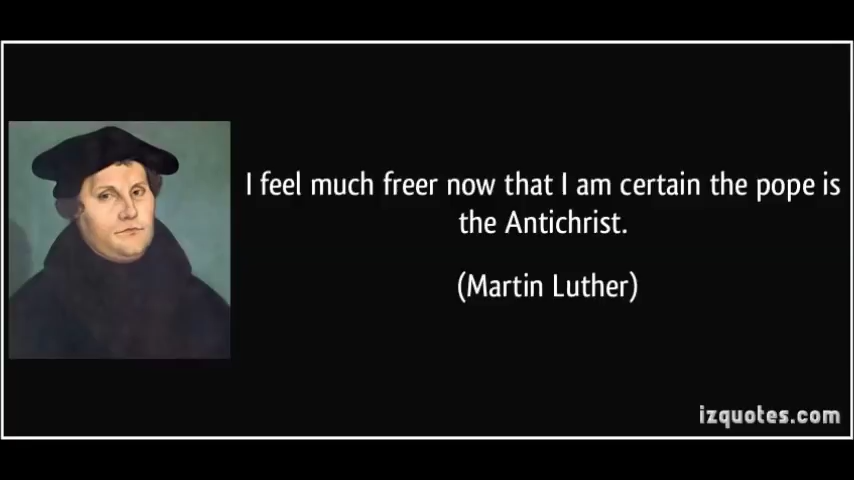 I feel much freer now that I am certain the pope is
the Antichrist.
(Martin Luther)
izquotes.com